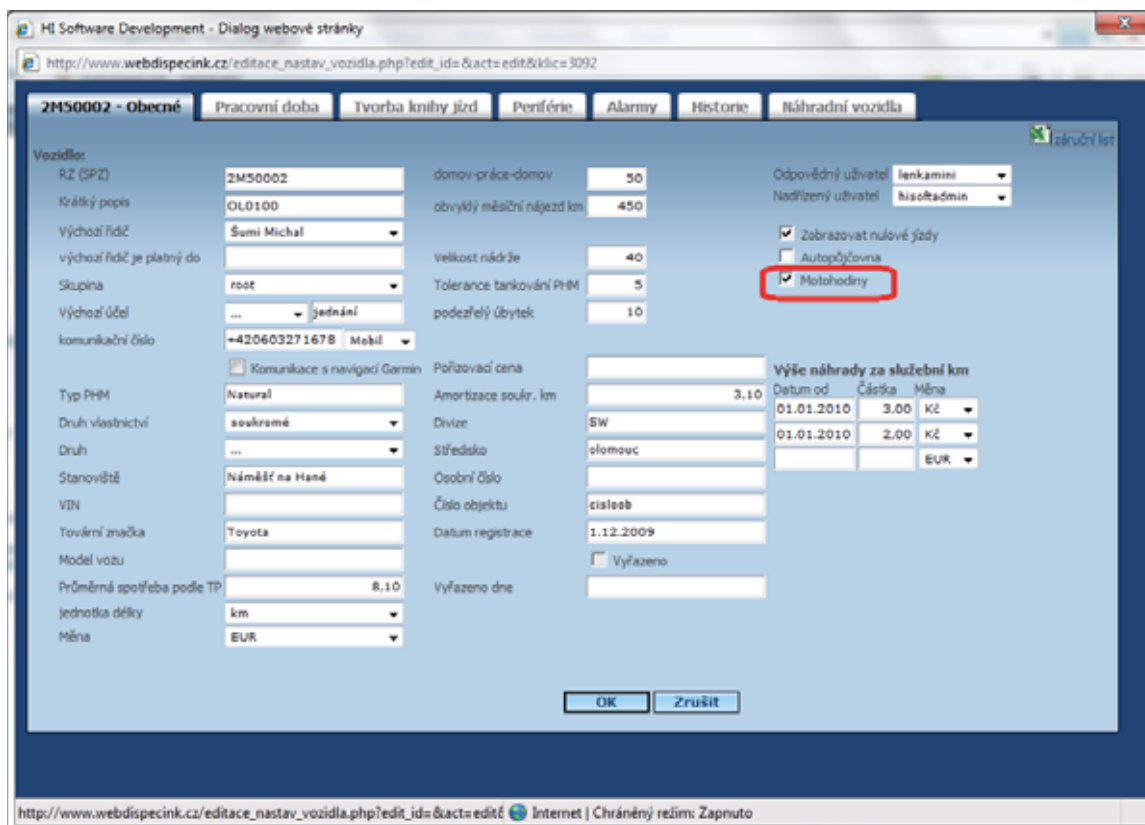 HI Software Development - Dialog webové stránky
http://www.webdispecink.cz/editace_nastav_vozidla.php?edit_id=&act=edit&klic=3092
2M50002 - Obecné Pracovní doba Tvorba knihy jízd Periférie Alarmy Historie Náhradní vozidla
záruční list
Vozidlo:
RZ (SPZ) 2M50002 domov-práce-domov 50 Odpovědný uživatel lenkamini
Krátký popis OL0100 obvyklý měsíční nájezd km 450 Nadřízený uživatel hisoftadmin
Výchozí řidič Šumi Michal Zobrazovat nulové jízdy
výchozí řidič je platný do Velikost nádrže 40 Autopůjčovna
Skupina root Tolerance tankování PHM 5 Motohodiny
Výchozí účel ... jednání podezřelý úbytek 10
komunikační číslo +420603271678 Mobil
Komunikace s navigací Garmin Pořizovací cena Výše náhrady za služební km
Typ PHM Natural Amortizace soukr. km 3,10 Datum od Částka Měna
Druh vlastnictví soukromé Divize SW 01.01.2010 3,00 Kč
Druh ... Středisko olomouc 01.01.2010 2,00 Kč
Stanoviště Náměšť na Hané Osobní číslo EUR
VIN Číslo objektu cisloob
Tovární značka Toyota Datum registrace 1.12.2009
Model vozu Vyřazeno
Průměrná spotřeba podle TP 8,10 Vyřazeno dne
jednotka délky km
Měna EUR
OK Zrušit
http://www.webdispecink.cz/editace_nastav_vozidla.php?edit_id=&act=edit& Internet | Chráněný režim: Zapnuto